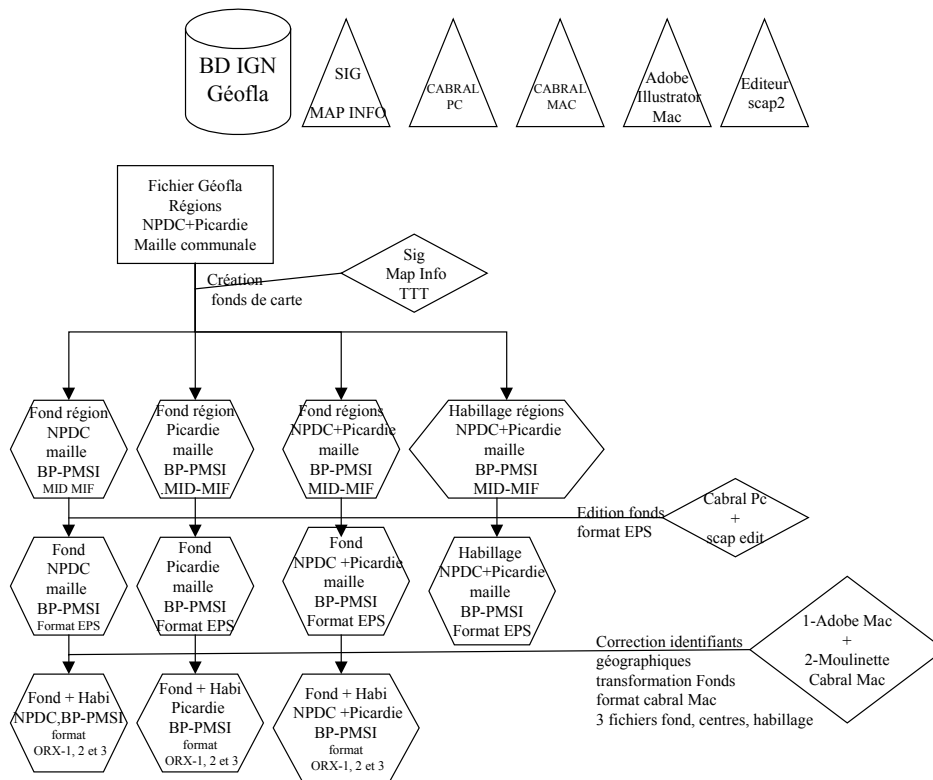 BD IGN
Géofla
SIG
MAP INFO
CABRAL
PC
CABRAL
MAC
Adobe
Illustrator
Mac
Editeur
scap2
Fichier Géofla
Régions
NPDC+Picardie
Maille communale
Création
fonds de carte
Sig
Map Info
TTT
Fond région
NPDC
maille
BP-PMSI
MID MIF
Fond région
Picardie
maille
BP-PMSI
.MID-MIF
Fond régions
NPDC+Picardie
maille
BP-PMSI
MID-MIF
Habillage régions
NPDC+Picardie
maille
BP-PMSI
MID-MIF
Edition fonds
format EPS
Cabral Pc
+
scap edit
Fond
NPDC
maille
BP-PMSI
Format EPS
Fond
Picardie
maille
BP-PMSI
Format EPS
Fond
NPDC +Picardie
maille
BP-PMSI
Format EPS
Habillage
NPDC+Picardie
maille
BP-PMSI
Format EPS
Correction identifiants
géographiques
transformation Fonds
format cabral Mac
3 fichiers fond, centres, habillage
1-Adobe Mac
+
2-Moulinette
Cabral Mac
Fond + Habi
NPDC,BP-PMSI
format
ORX-1, 2 et 3
Fond + Habi
Picardie
BP-PMSI
format
ORX-1, 2 et 3
Fond + Habi
NPDC +Picardie
BP-PMSI
format
ORX-1, 2 et 3